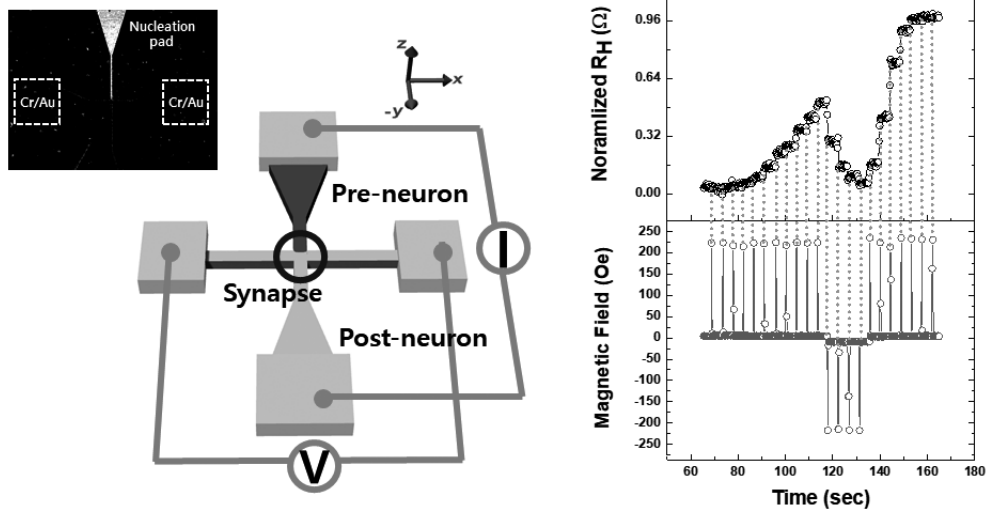 Nucleation
pad
Cr/Au
Cr/Au
z
x
-y
Pre-neuron
I
Synapse
Post-neuron
V
Noramlized R_H (Ω)
0.96
0.64
0.32
0.00
Magnetic Field (Oe)
250
200
150
100
50
0
-50
-100
-150
-200
-250
60
80
100
120
140
160
180
Time (sec)